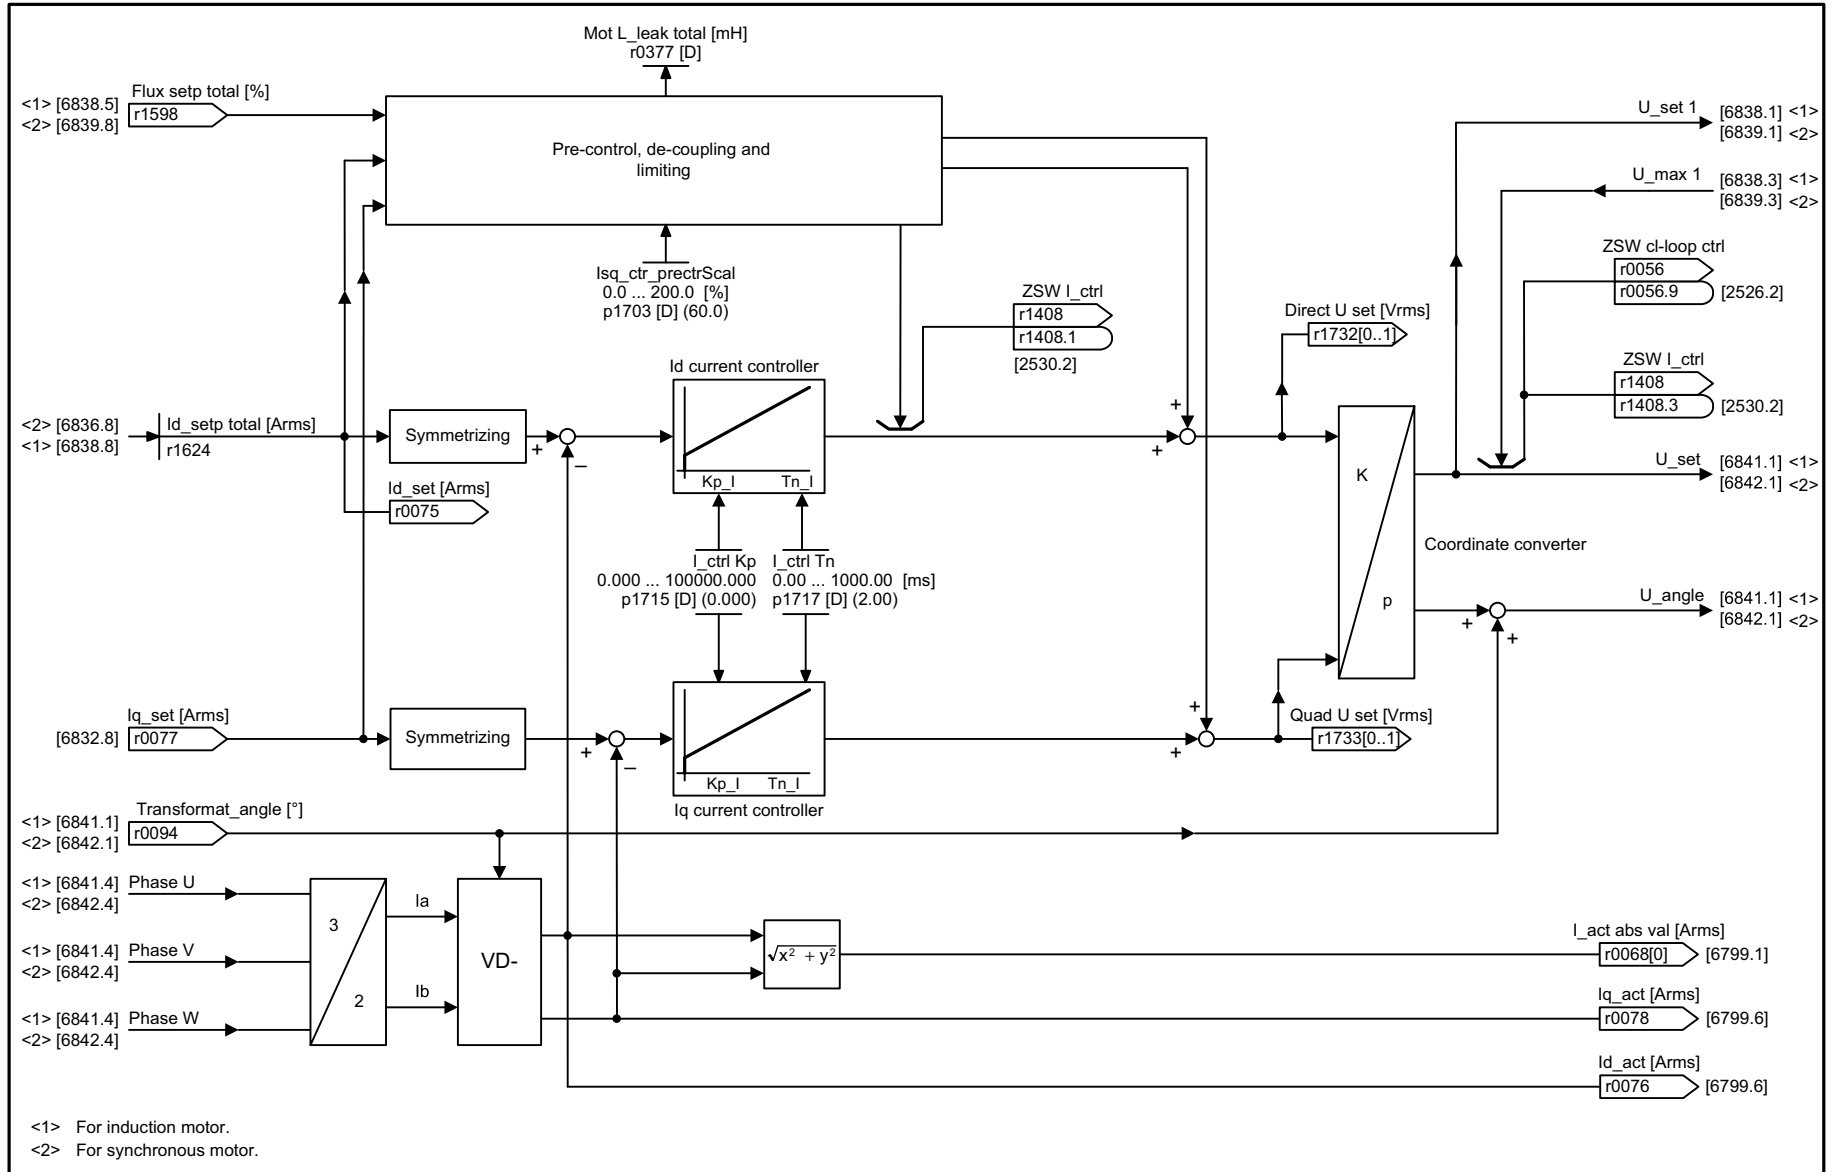 Mot L_leak total [mH]
r0377 [D]
Flux setp total [%]
<1> [6838.5]
<2> [6839.8]
r1598
Pre-control, de-coupling and
limiting
U_set 1
[6838.1] <1>
[6839.1] <2>
U_max 1
[6838.3] <1>
[6839.3] <2>
Isq_ctr_prectrScal
0.0 ... 200.0 [%]
p1703 [D] (60.0)
ZSW I_ctrl
r1408
r1408.1
[2530.2]
ZSW cl-loop ctrl
r0056
r0056.9
[2526.2]
Direct U set [Vrms]
r1732[0..1]
ZSW I_ctrl
r1408
r1408.3
[2530.2]
Id current controller
<2> [6836.8]
<1> [6838.8]
Id_setp total [Arms]
r1624
Symmetrizing
+
–
Kp_I Tn_I
+
+
K
p
U_set
[6841.1] <1>
[6842.1] <2>
Id_set [Arms]
r0075
Coordinate converter
I_ctrl Kp
0.000 ... 100000.000
p1715 [D] (0.000)
I_ctrl Tn
0.00 ... 1000.00 [ms]
p1717 [D] (2.00)
U_angle
[6841.1] <1>
[6842.1] <2>
+
+
Iq_set [Arms]
[6832.8]
r0077
Symmetrizing
+
–
Kp_I Tn_I
Iq current controller
+
+
Quad U set [Vrms]
r1733[0..1]
Transformat_angle [°]
<1> [6841.1]
<2> [6842.1]
r0094
<1> [6841.4] Phase U
<2> [6842.4]
<1> [6841.4] Phase V
<2> [6842.4]
<1> [6841.4] Phase W
<2> [6842.4]
3
2
Ia
Ib
VD-
√x² + y²
I_act abs val [Arms]
r0068[0]
[6799.1]
Iq_act [Arms]
r0078
[6799.6]
Id_act [Arms]
r0076
[6799.6]
<1> For induction motor.
<2> For synchronous motor.